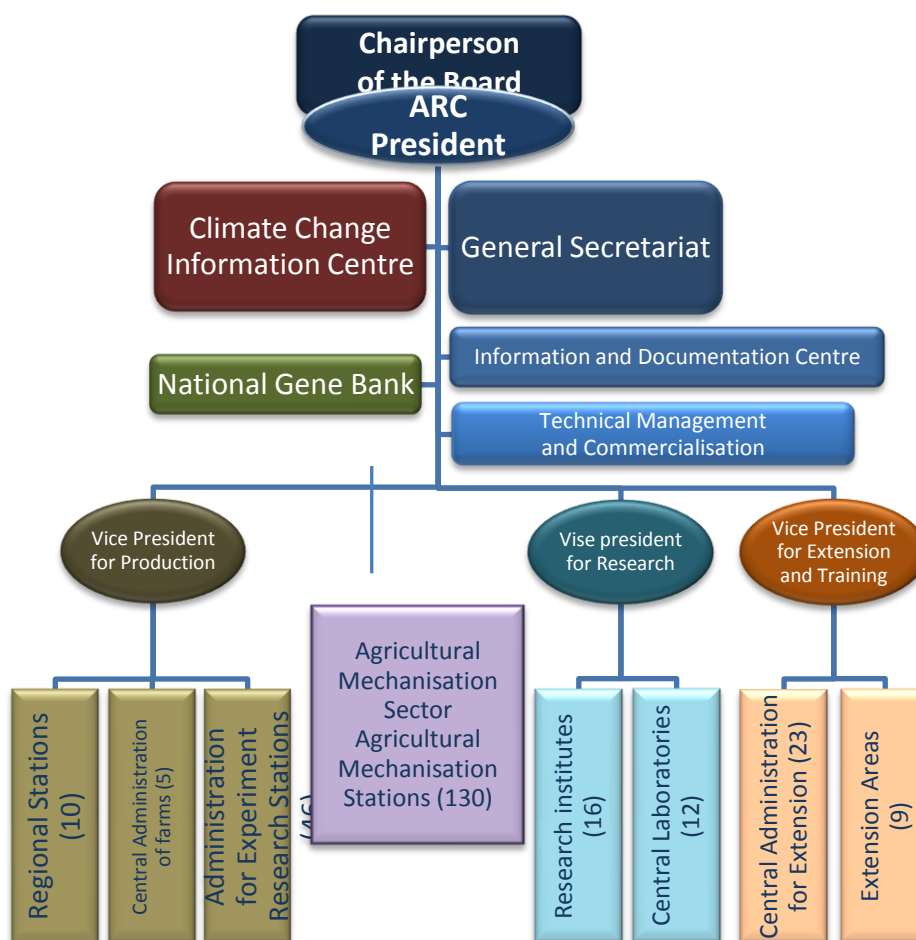 Chairperson
of the Board
ARC
President
Climate Change
Information Centre
General Secretariat
Information and Documentation Centre
National Gene Bank
Technical Management
and Commercialisation
Vice President
for Production
Vise president
for Research
Vice President
for Extension
and Training
Regional Stations
(10)
Central Administration
of farms (5)
Administration
for Experiment
Research Stations
(46)
Agricultural
Mechanisation
Sector
Agricultural
Mechanisation
Stations (130)
Research institutes
(16)
Central Laboratories
(12)
Central Administration
for Extension (23)
Extension Areas
(9)